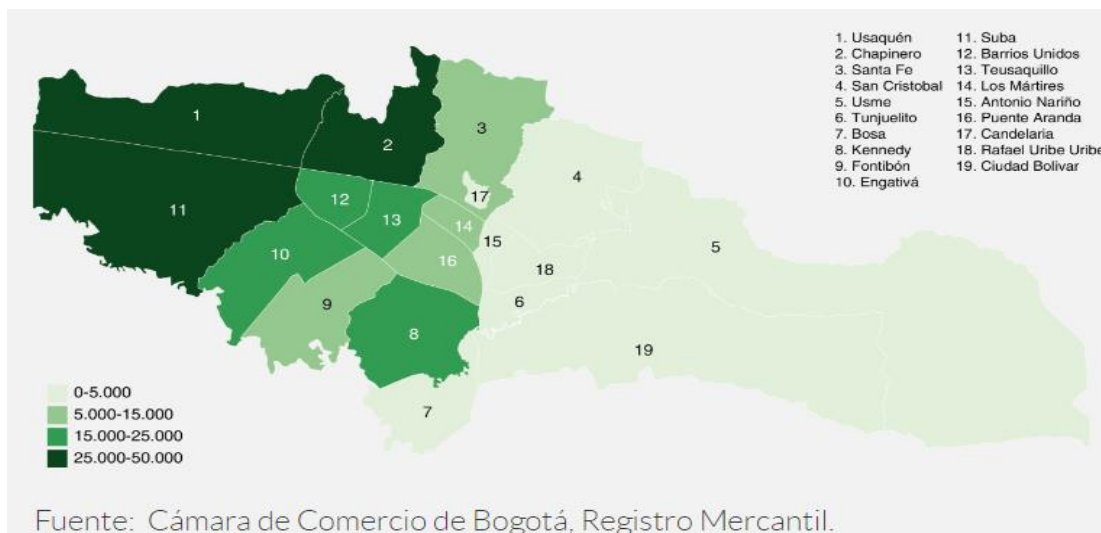 1. Usaquén
2. Chapinero
3. Santa Fe
4. San Cristobal
5. Usme
6. Tunjuelito
7. Bosa
8. Kennedy
9. Fontibón
10. Engativá
11. Suba
12. Barrios Unidos
13. Teusaquillo
14. Los Mártires
15. Antonio Nariño
16. Puente Aranda
17. Candelaria
18. Rafael Uribe Uribe
19. Ciudad Bolivar
1
2
3
4
17
11
12
13
14
15
5
10
16
18
9
6
8
19
7
0-5.000
5.000-15.000
15.000-25.000
25.000-50.000
Fuente: Cámara de Comercio de Bogotá, Registro Mercantil.